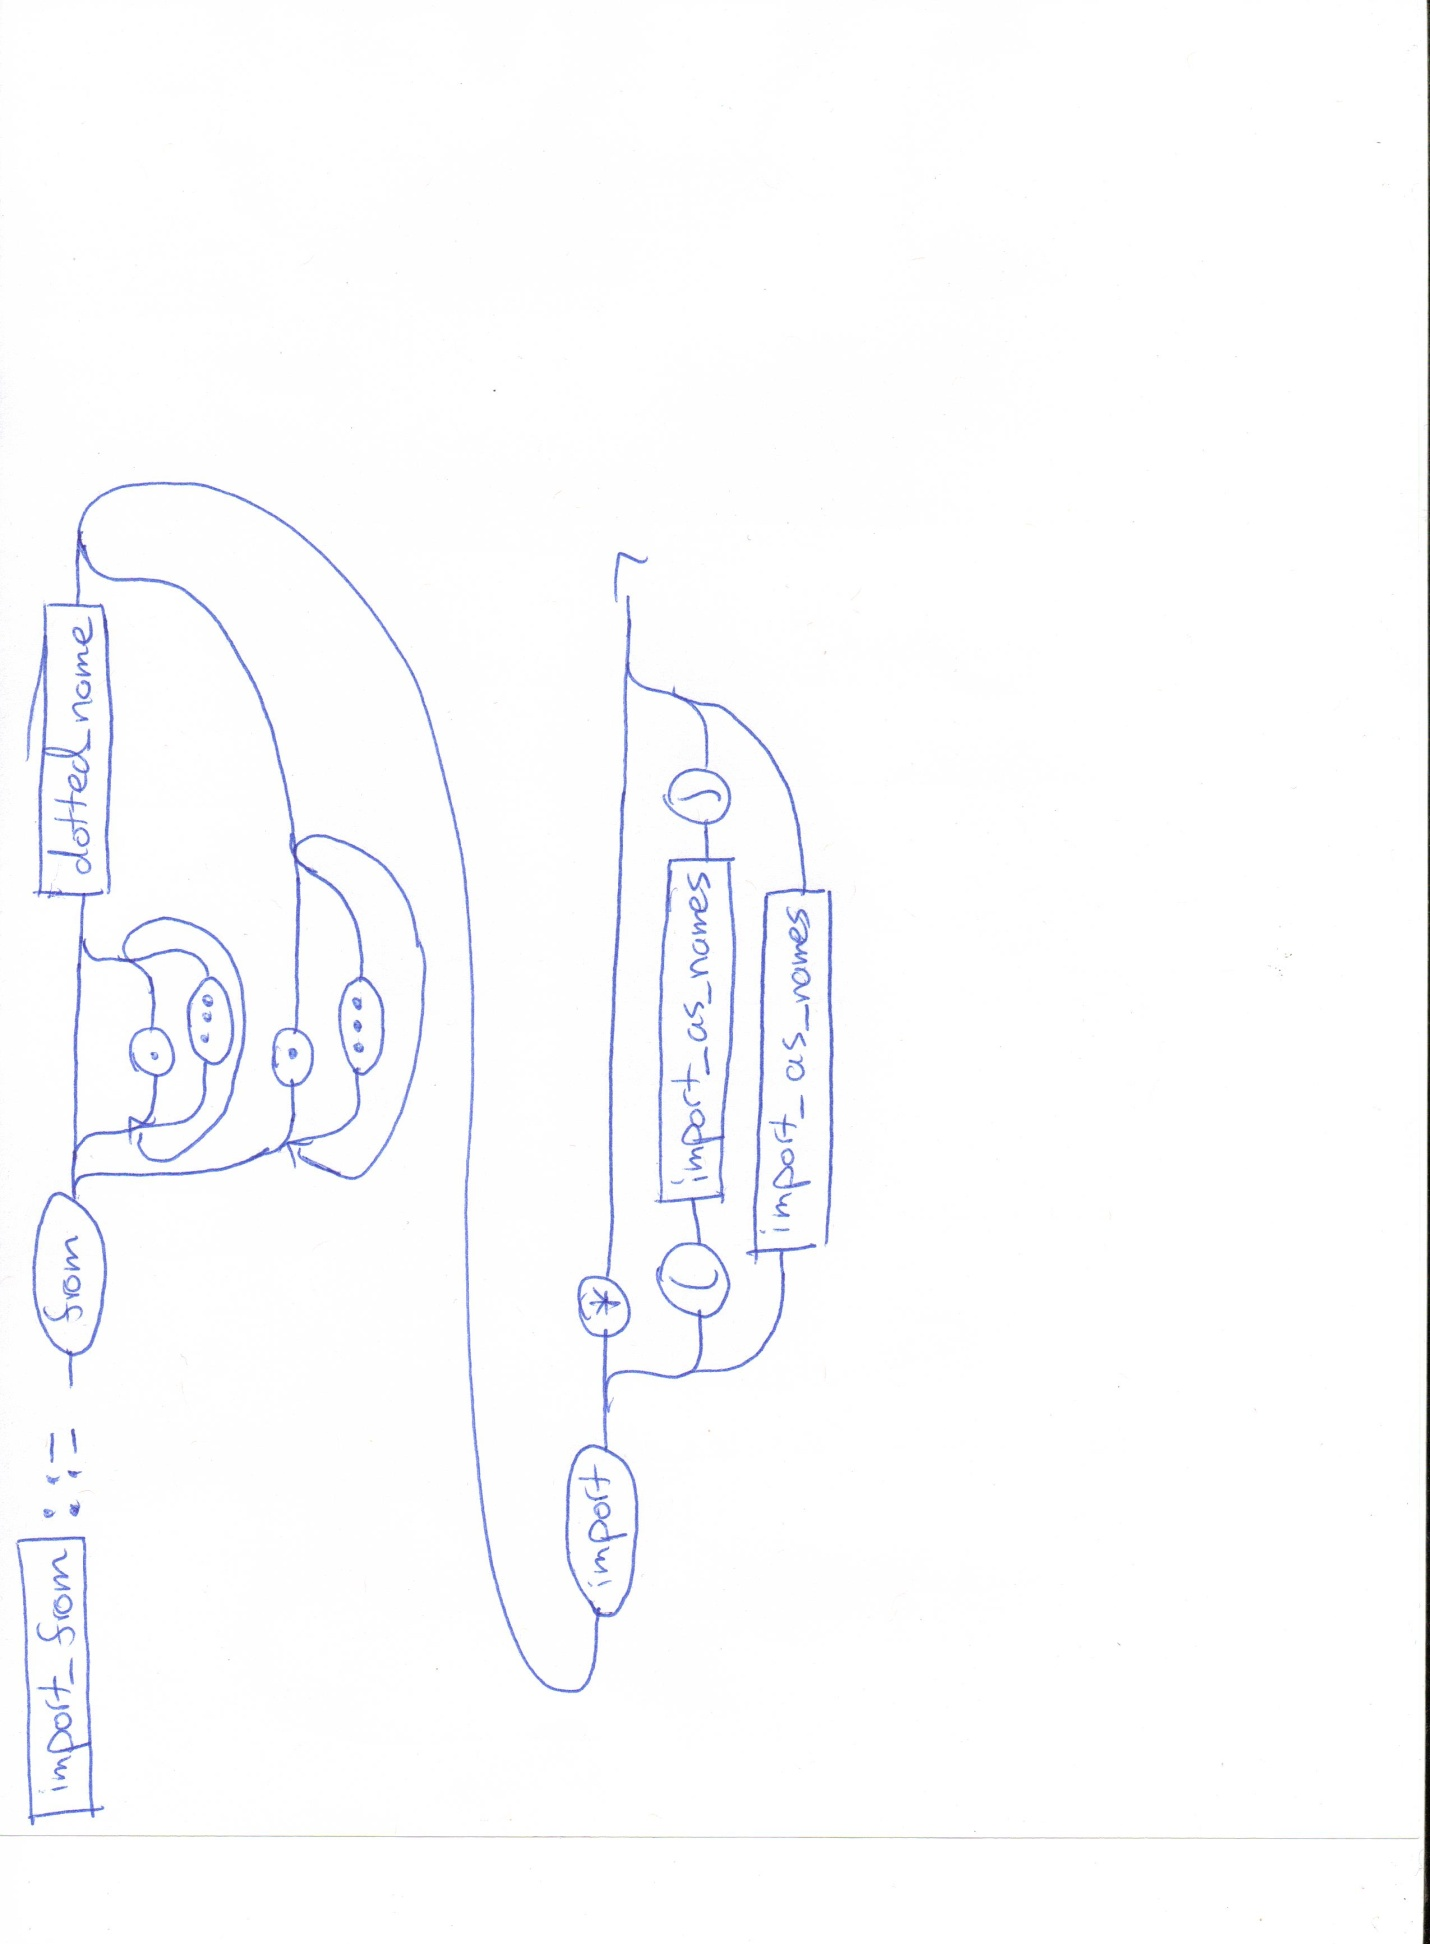 import_from ::= from dotted_name
. ...
. ...
import *
( import_as_names )
import_as_names